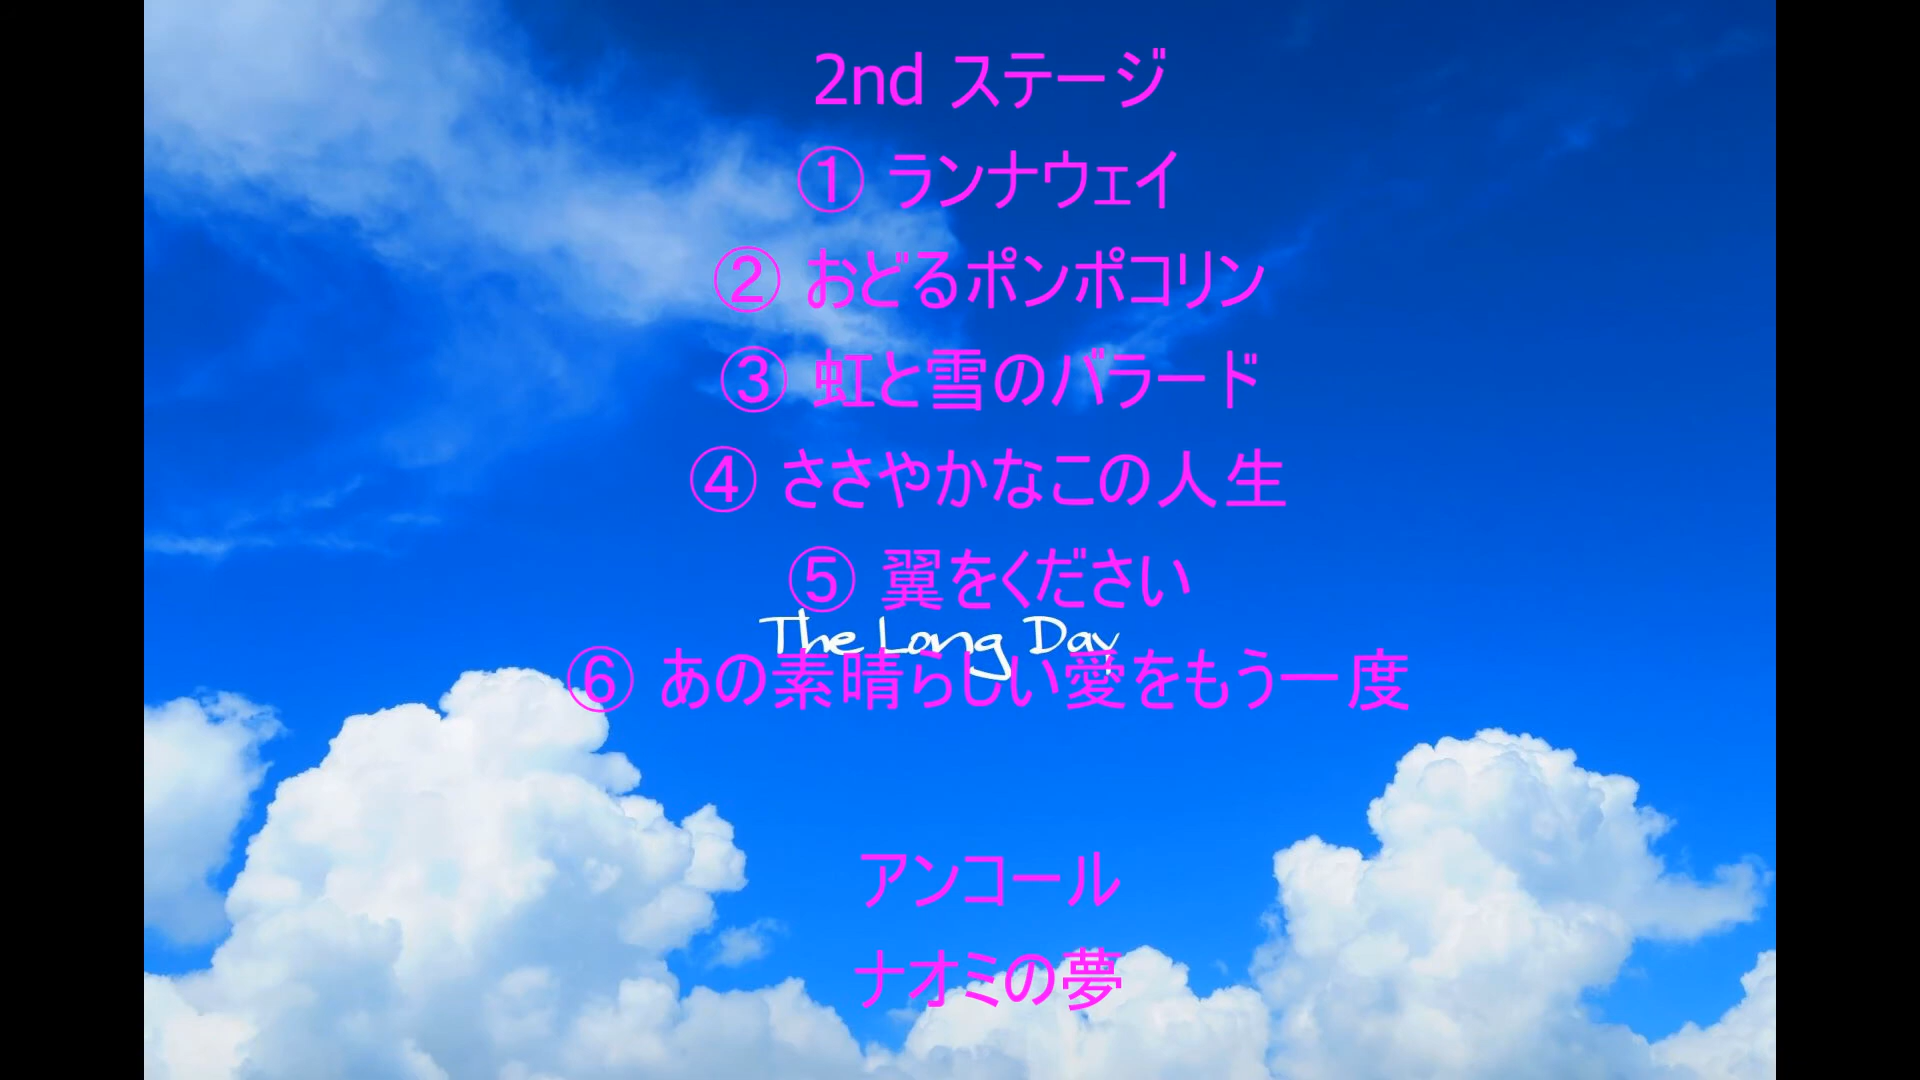 2nd ステージ
① ランナウェイ
② おどるポンポコリン
③ 虹と雪のバラード
④ ささやかなこの人生
⑤ 翼をください
The Long Day
⑥ あの素晴らしい愛をもう一度
アンコール
ナオミの夢